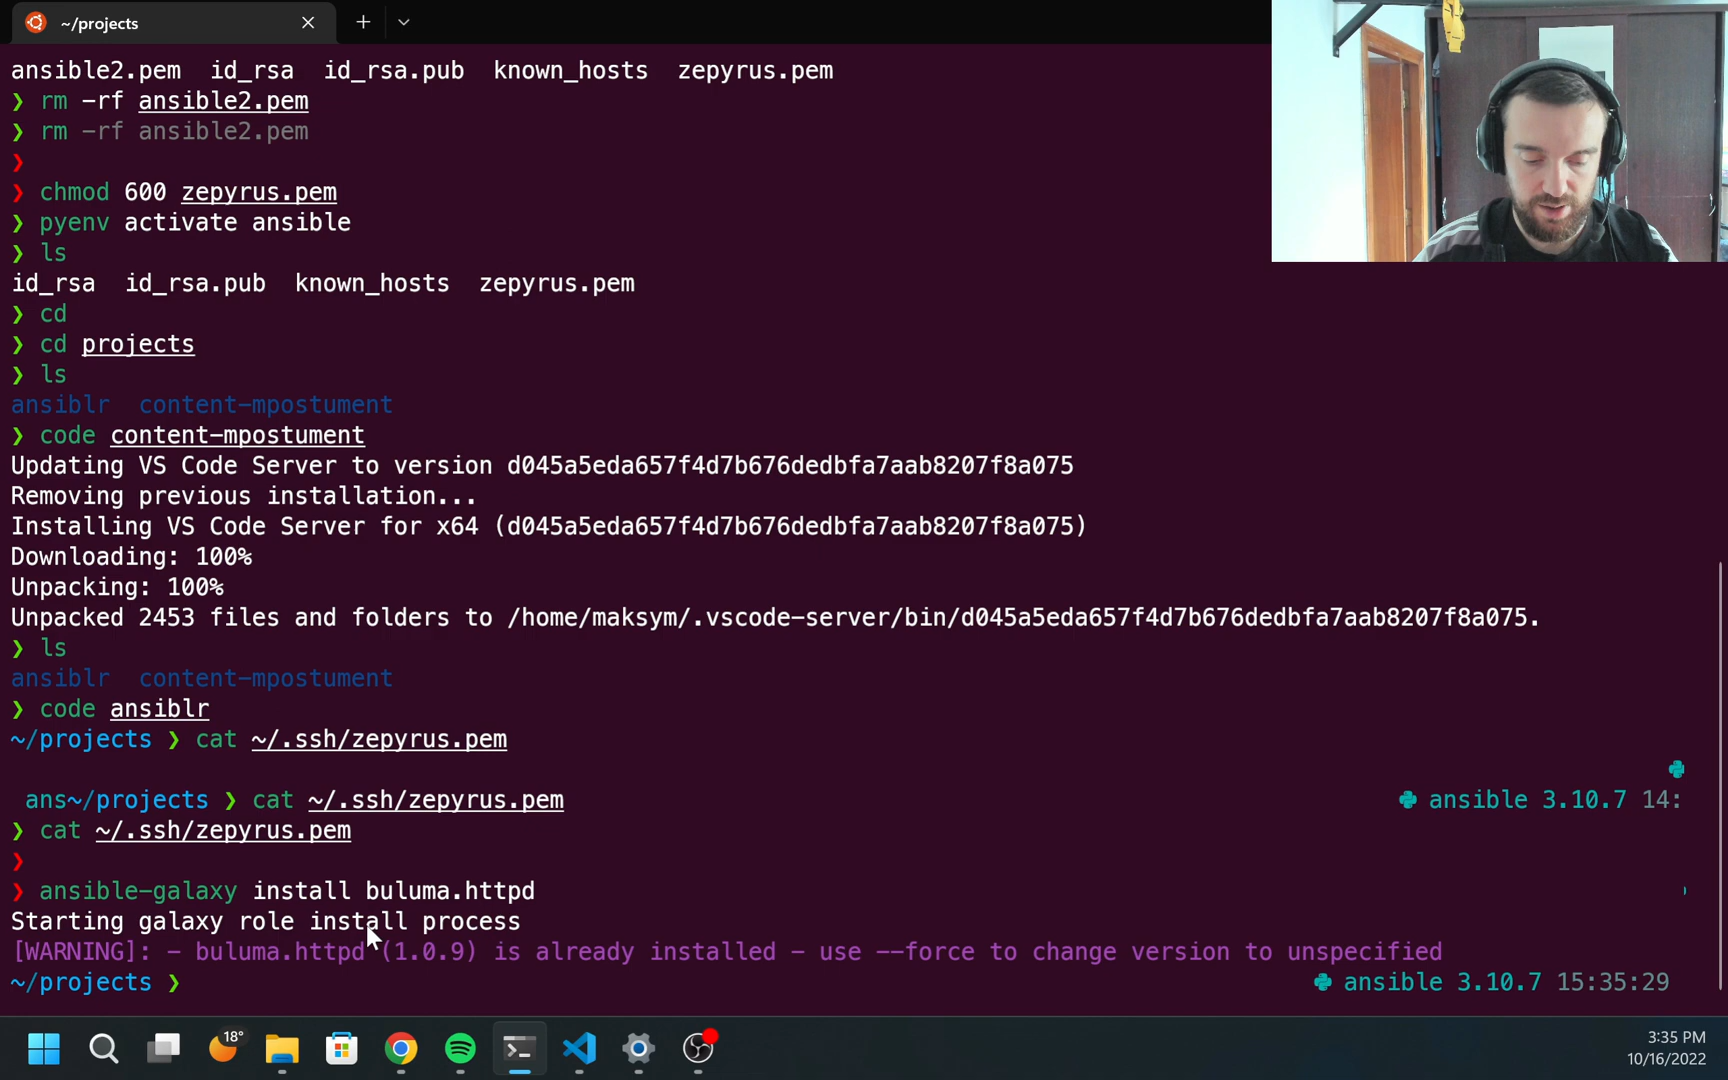 ~/projects
ansible2.pem id_rsa id_rsa.pub known_hosts zepyrus.pem
❯ rm -rf ansible2.pem
❯ rm -rf ansible2.pem
❯
❯ chmod 600 zepyrus.pem
❯ pyenv activate ansible
❯ ls
id_rsa id_rsa.pub known_hosts zepyrus.pem
❯ cd
❯ cd projects
❯ ls
ansiblr content-mpostument
❯ code content-mpostument
Updating VS Code Server to version d045a5eda657f4d7b676dedbfa7aab8207f8a075
Removing previous installation...
Installing VS Code Server for x64 (d045a5eda657f4d7b676dedbfa7aab8207f8a075)
Downloading: 100%
Unpacking: 100%
Unpacked 2453 files and folders to /home/maksym/.vscode-server/bin/d045a5eda657f4d7b676dedbfa7aab8207f8a075.
❯ ls
ansiblr content-mpostument
❯ code ansiblr
~/projects ❯ cat ~/.ssh/zepyrus.pem
ans~/projects ❯ cat ~/.ssh/zepyrus.pem ansible 3.10.7 14:
❯ cat ~/.ssh/zepyrus.pem
❯
❯ ansible-galaxy install buluma.httpd
Starting galaxy role install process
[WARNING]: - buluma.httpd (1.0.9) is already installed - use --force to change version to unspecified
~/projects ❯ ansible 3.10.7 15:35:29
18°
3:35 PM
10/16/2022